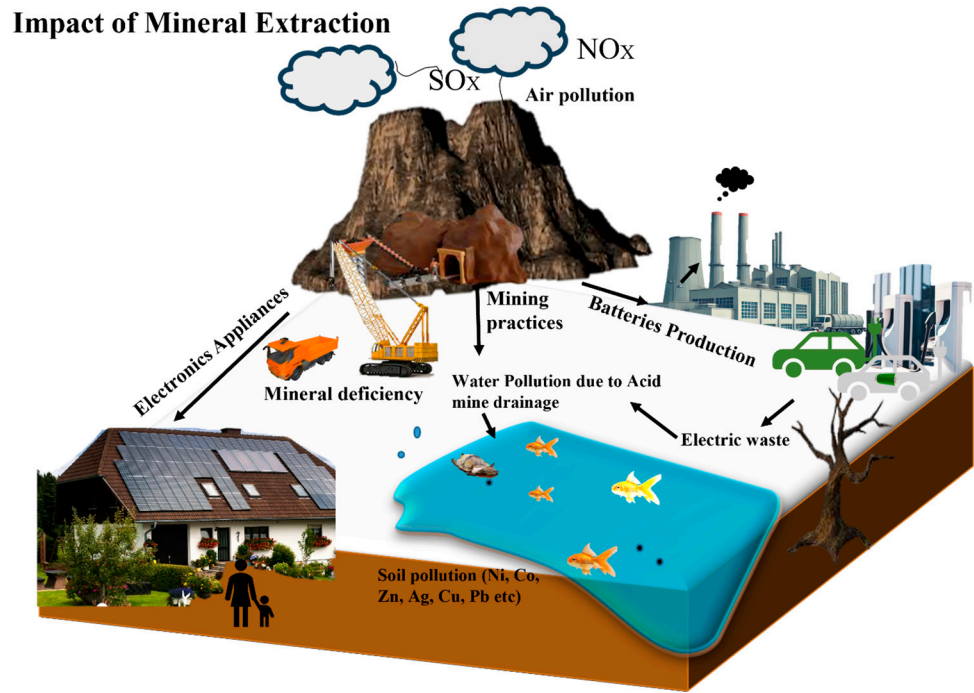 Impact of Mineral Extraction
NOx
SOx
Air pollution
Mining
practices
Batteries Production
Electronics Appliances
Mineral deficiency
Water Pollution due to Acid
mine drainage
Electric waste
Soil pollution (Ni, Co,
Zn, Ag, Cu, Pb etc)